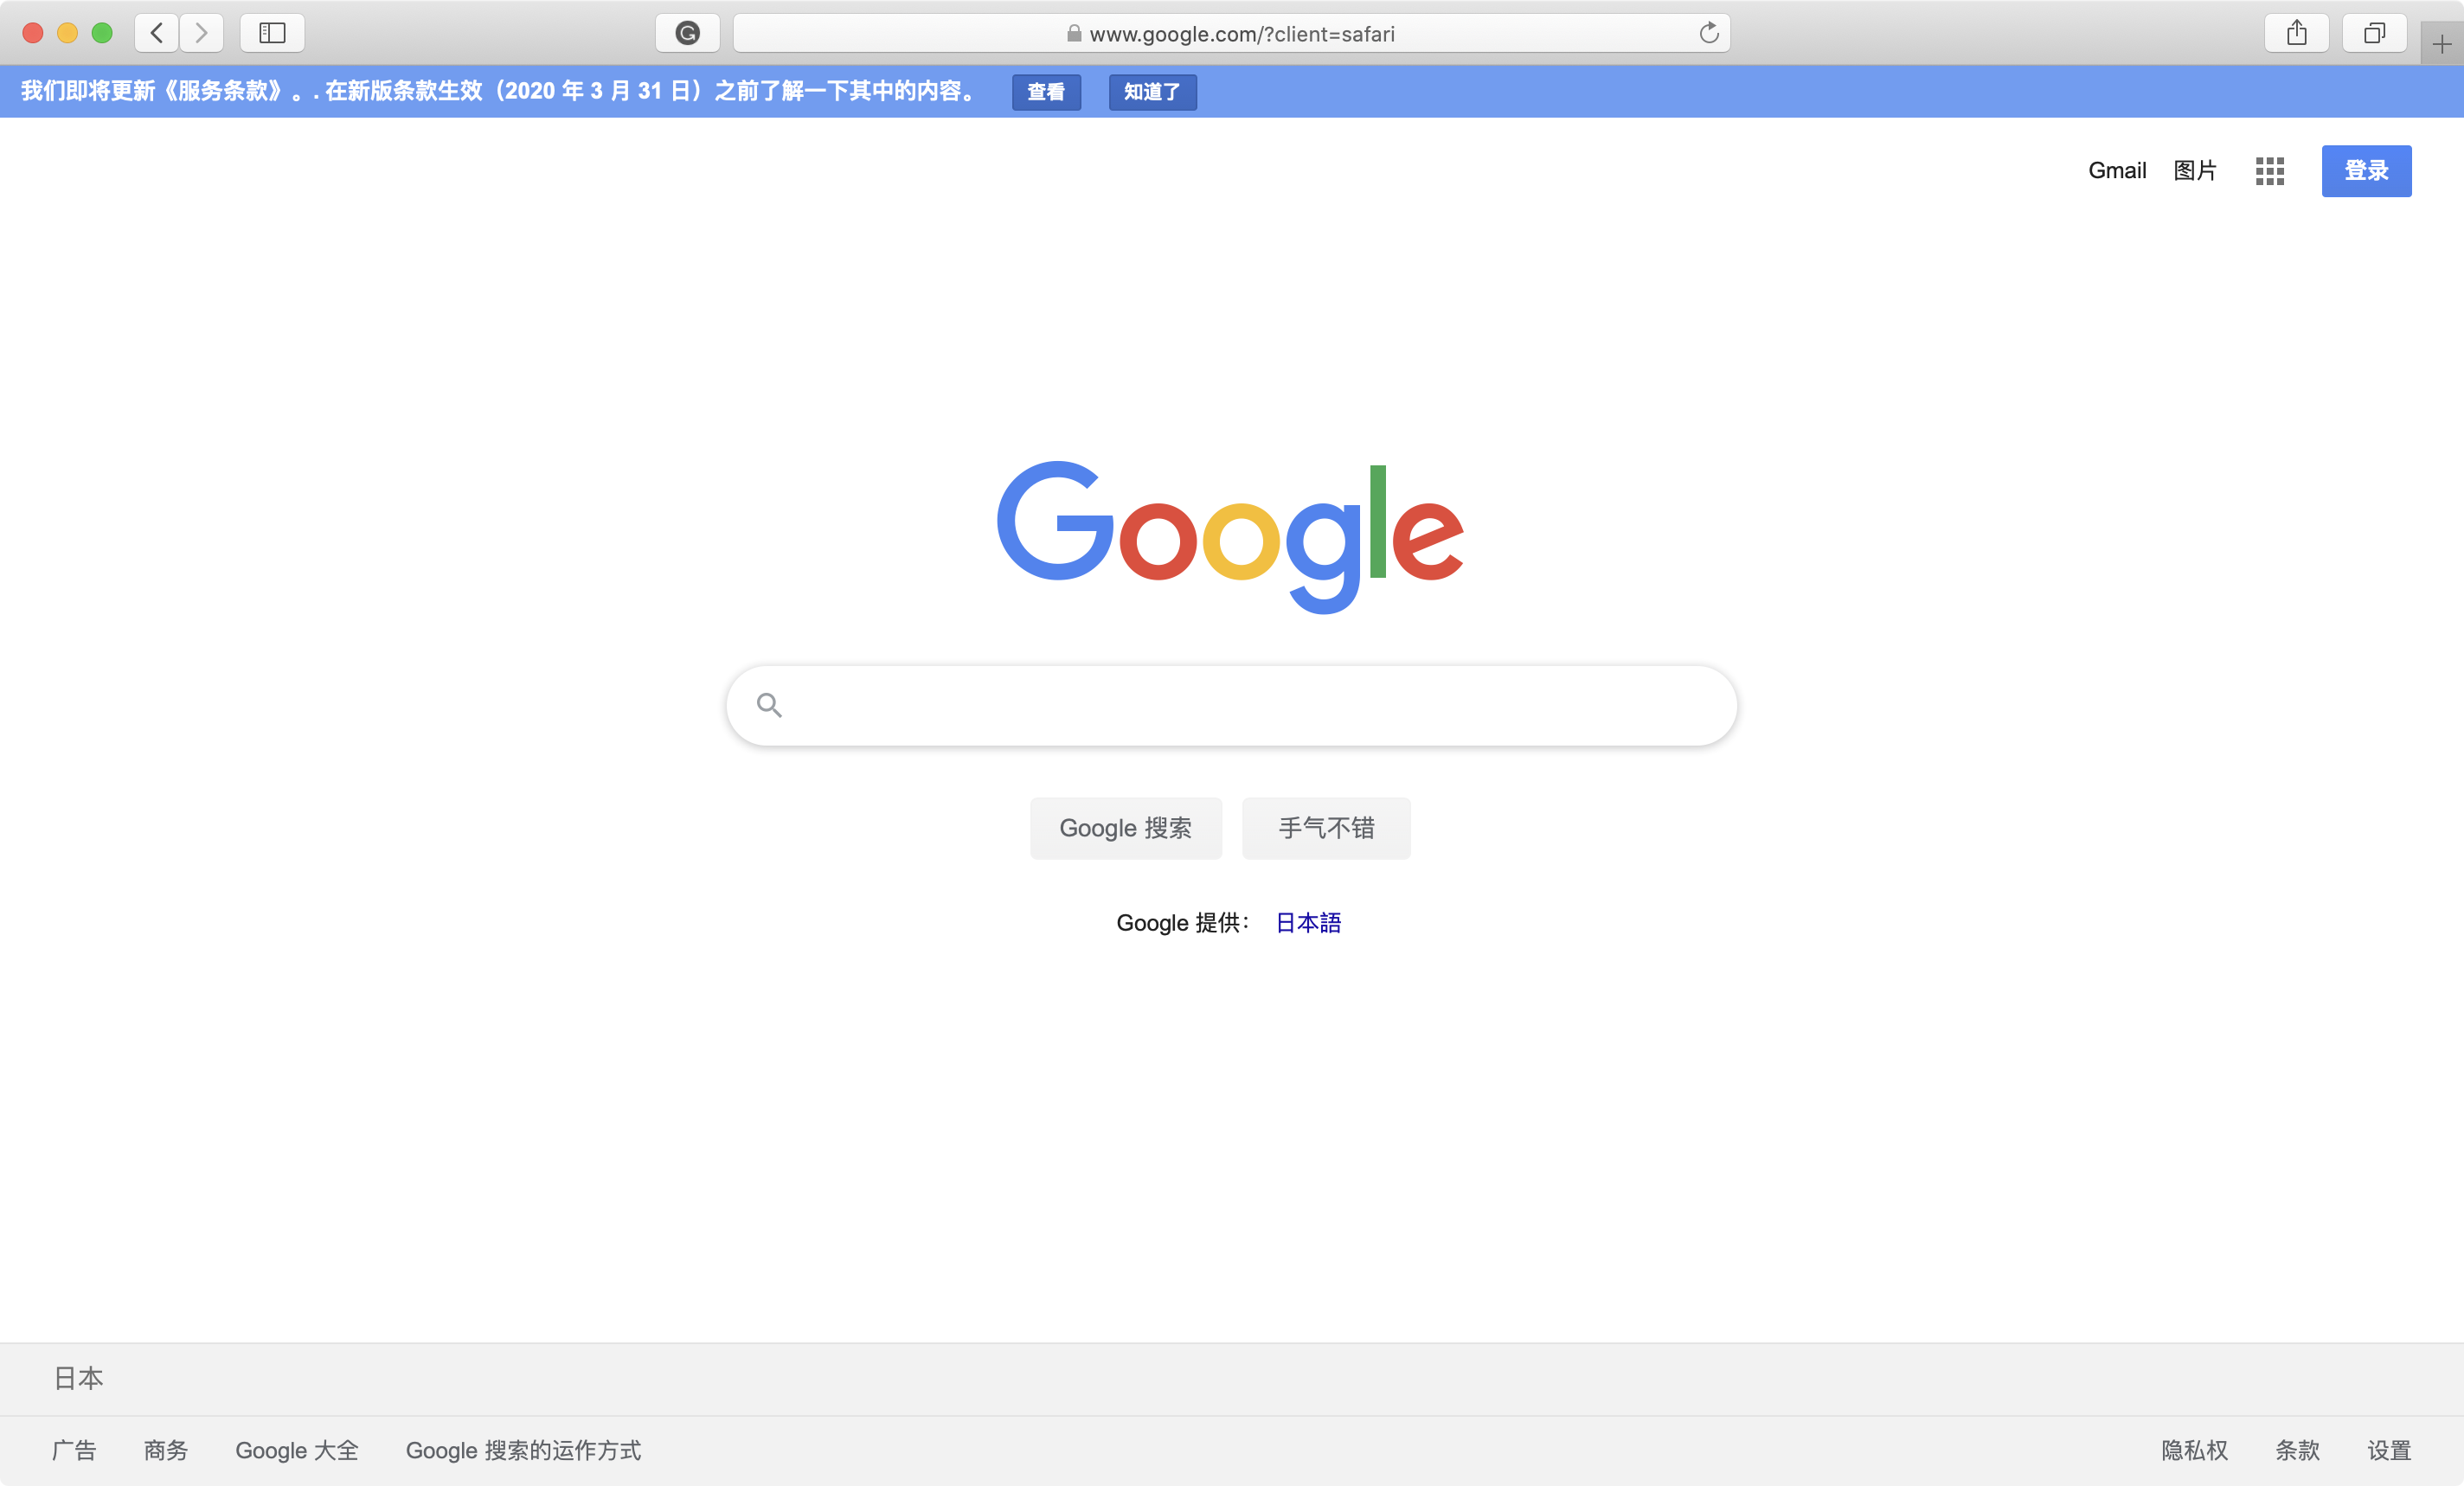 www.google.com/?client=safari
我们即将更新《服务条款》。. 在新版条款生效（2020 年 3 月 31 日）之前了解一下其中的内容。 查看 知道了
Gmail 图片 登录
Google
Google 搜索 手气不错
Google 提供： 日本語
日本
广告 商务 Google 大全 Google 搜索的运作方式 隐私权 条款 设置